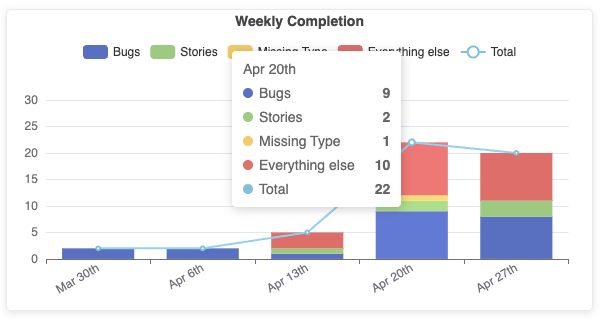 Weekly Completion
Bugs Stories Missing Type Everything else Total
Apr 20th
Bugs 9
Stories 2
Missing Type 1
Everything else 10
Total 22
30
25
20
15
10
5
0
Mar 30th Apr 6th Apr 13th Apr 20th Apr 27th